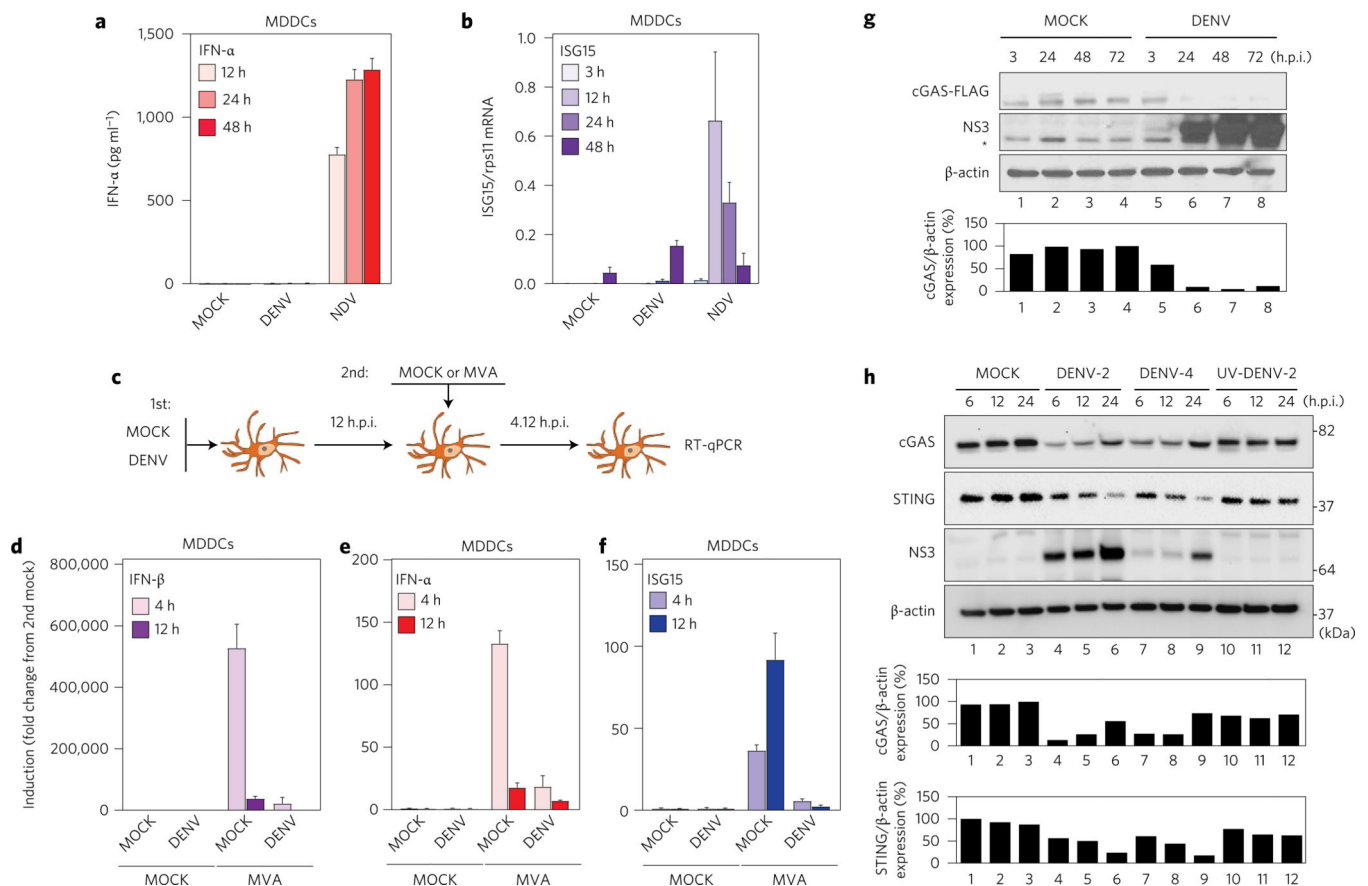 a
MDDCs
IFN-α (pg ml⁻¹)
1,500
1,000
500
0
IFN-α
12 h
24 h
48 h
MOCK
DENV
NDV
b
MDDCs
ISG15/rps11 mRNA
1.0
0.8
0.6
0.4
0.2
0.0
ISG15
3 h
12 h
24 h
48 h
MOCK
DENV
NDV
c
1st:
MOCK
DENV
12 h.p.i.
2nd:
MOCK or MVA
4.12 h.p.i.
RT-qPCR
d
MDDCs
Induction (fold change from 2nd mock)
800,000
600,000
400,000
200,000
0
IFN-β
4 h
12 h
MOCK
DENV
MOCK
DENV
MOCK
MVA
e
MDDCs
200
150
100
50
0
IFN-α
4 h
12 h
MOCK
DENV
MOCK
DENV
MOCK
MVA
f
MDDCs
150
100
50
0
ISG15
4 h
12 h
MOCK
DENV
MOCK
DENV
MOCK
MVA
g
MOCK DENV
3 24 48 72 3 24 48 72 (h.p.i.)
cGAS-FLAG
NS3
*
β-actin
1 2 3 4 5 6 7 8
cGAS/β-actin
expression (%)
150
100
50
0
1 2 3 4 5 6 7 8
h
MOCK DENV-2 DENV-4 UV-DENV-2
6 12 24 6 12 24 6 12 24 6 12 24 (h.p.i.)
cGAS
-82
STING
-37
NS3
-64
β-actin
-37
(kDa)
1 2 3 4 5 6 7 8 9 10 11 12
cGAS/β-actin
expression (%)
150
100
50
0
1 2 3 4 5 6 7 8 9 10 11 12
STING/β-actin
expression (%)
150
100
50
0
1 2 3 4 5 6 7 8 9 10 11 12